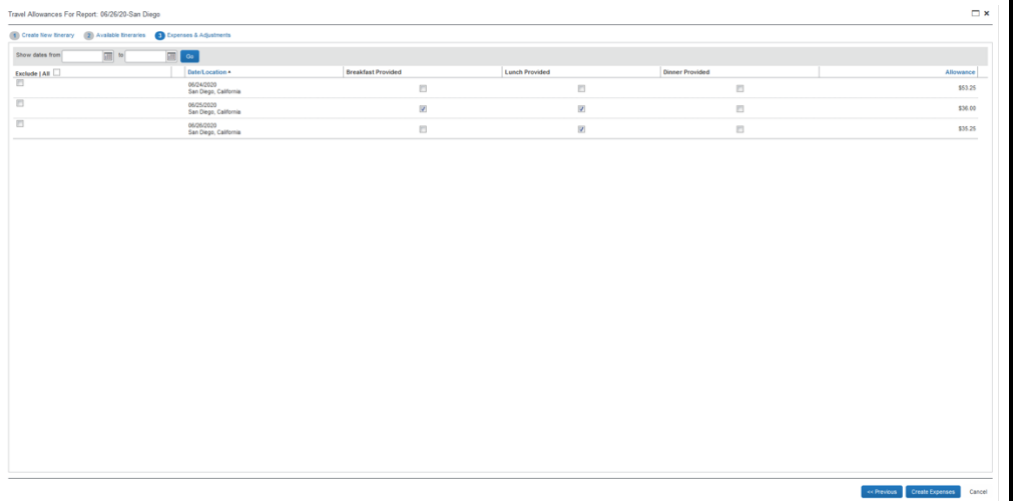 Travel Allowances For Report: 06/26/20-San Diego
1 Create New Itinerary 2 Available Itineraries 3 Expenses & Adjustments
Show dates from to Go
Exclude | All Date/Location Breakfast Provided Lunch Provided Dinner Provided Allowance
06/24/2020
San Diego, California
$53.25
06/25/2020
San Diego, California
$36.00
06/26/2020
San Diego, California
$35.25
<< Previous Create Expenses Cancel